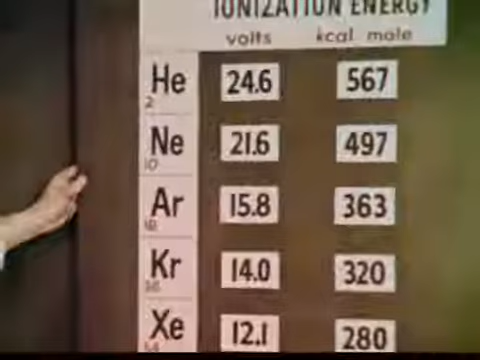 IONIZATION ENERGY
volts kcal mole
He 24.6 567
2
Ne 21.6 497
10
Ar 15.8 363
18
Kr 14.0 320
36
Xe 12.1 280
54